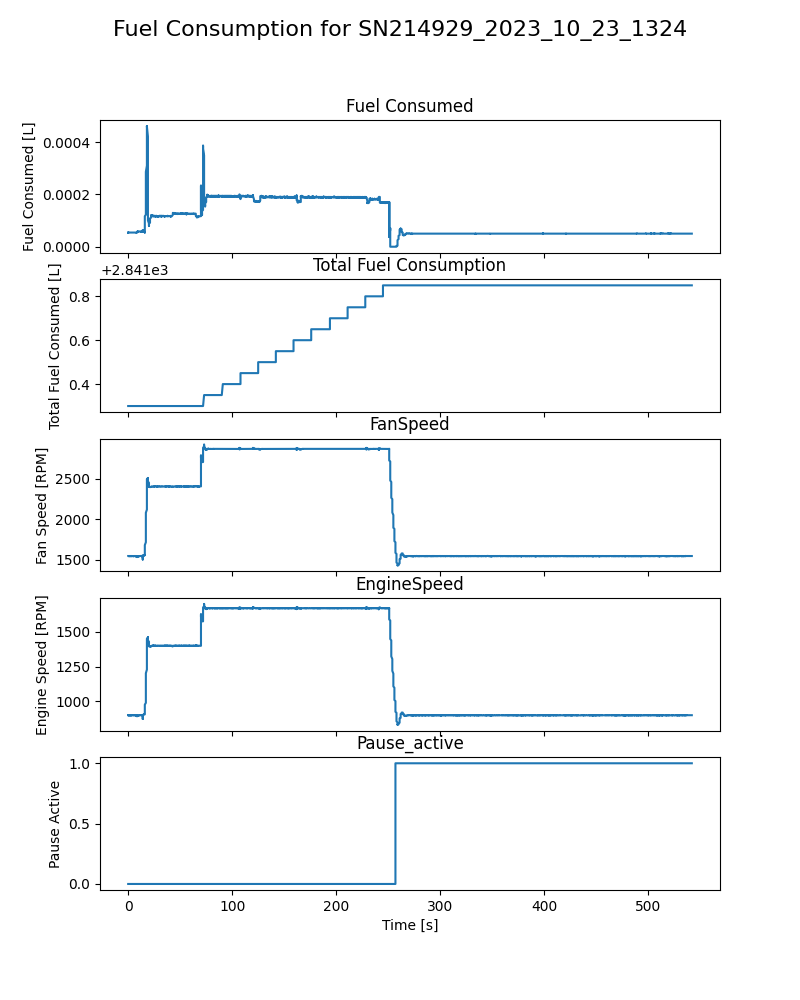 Fuel Consumption for SN214929_2023_10_23_1324
Fuel Consumed
Fuel Consumed [L]
0.0004
0.0002
0.0000
Total Fuel Consumption
+2.841e3
Total Fuel Consumed [L]
0.8
0.6
0.4
FanSpeed
Fan Speed [RPM]
2500
2000
1500
EngineSpeed
Engine Speed [RPM]
1500
1250
1000
Pause_active
Pause Active
1.0
0.5
0.0
0 100 200 300 400 500
Time [s]